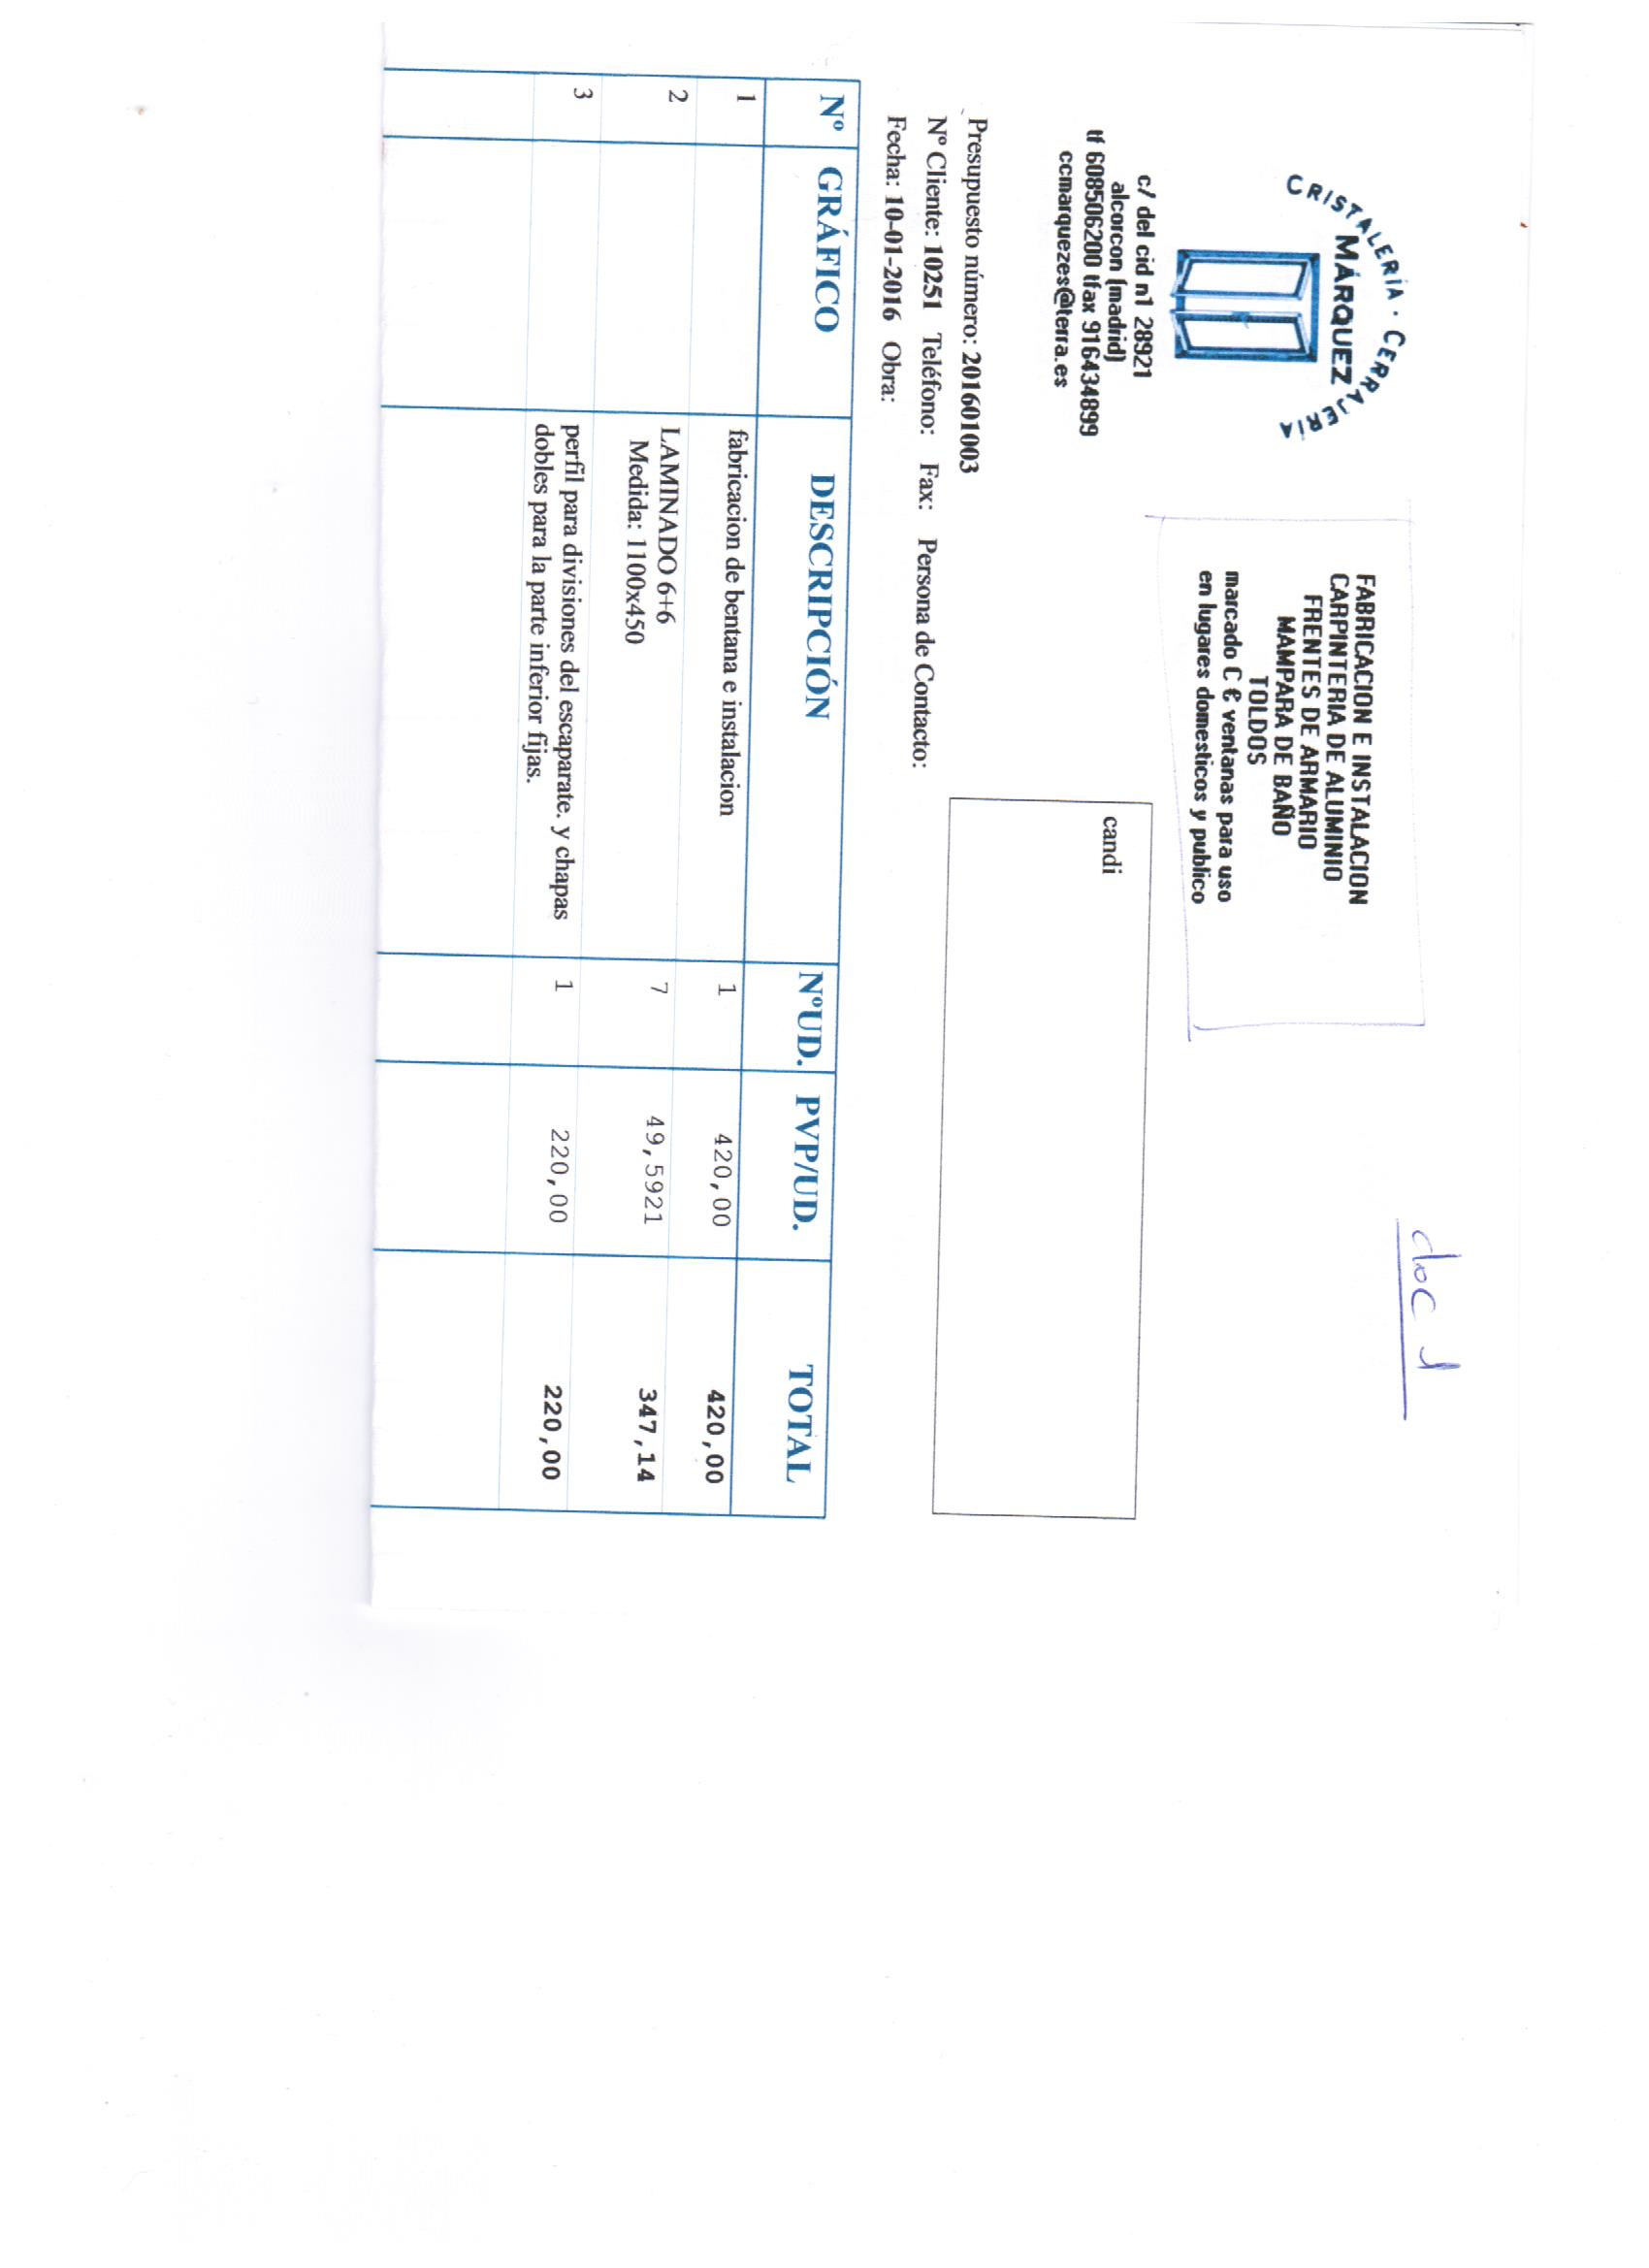 CRISTALERÍA · CERRAJERÍA
MÁRQUEZ
c/ del cid n1 28921
alcorcon (madrid)
tf 608506200 tfax 916434899
ccmarquezes@terra.es
FABRICACION E INSTALACION
CARPINTERIA DE ALUMINIO
FRENTES DE ARMARIO
MAMPARA DE BAÑO
TOLDOS
marcado C € ventanas para uso
en lugares domesticos y publico
doc 1
candi
Presupuesto número: 201601003
Nº Cliente: 10251 Teléfono: Fax: Persona de Contacto:
Fecha: 10-01-2016 Obra:
Nº GRÁFICO DESCRIPCIÓN NºUD. PVP/UD. TOTAL
1 fabricacion de bentana e instalacion 1 420,00 420,00
2 LAMINADO 6+6 7 49,5921 347,14
Medida: 1100x450
3 perfil para divisiones del escaparate. y chapas 1 220,00 220,00
dobles para la parte inferior fijas.